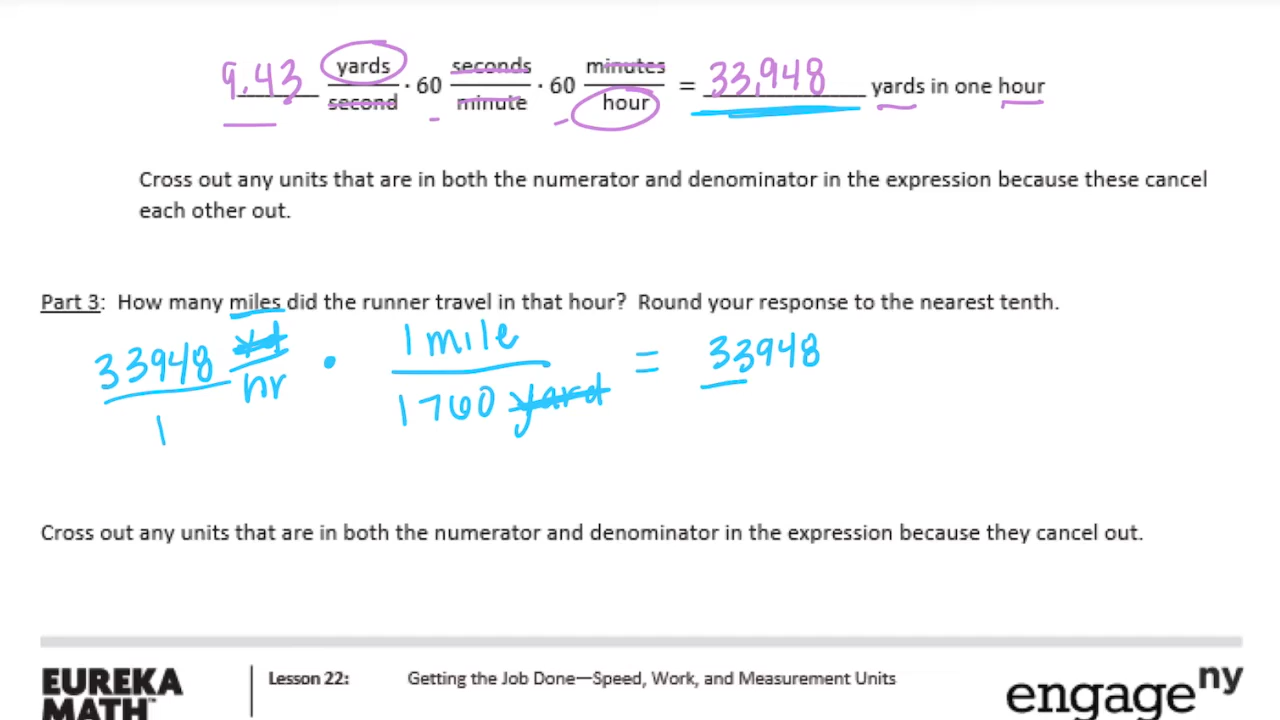 9.43 yards/second · 60 seconds/minute · 60 minutes/hour = 33,948 yards in one hour
Cross out any units that are in both the numerator and denominator in the expression because these cancel
each other out.
Part 3: How many miles did the runner travel in that hour? Round your response to the nearest tenth.
33948/1 yd/hr · 1 mile/1760 yard = 33948
Cross out any units that are in both the numerator and denominator in the expression because they cancel out.
EUREKA MATH™
Lesson 22: Getting the Job Done—Speed, Work, and Measurement Units
engage ny